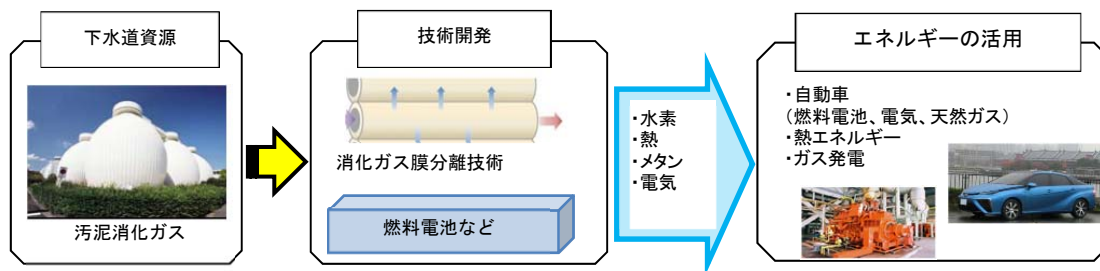 下水道資源
汚泥消化ガス
技術開発
消化ガス膜分離技術
燃料電池など
・水素
・熱
・メタン
・電気
エネルギーの活用
・自動車
(燃料電池、電気、天然ガス)
・熱エネルギー
・ガス発電